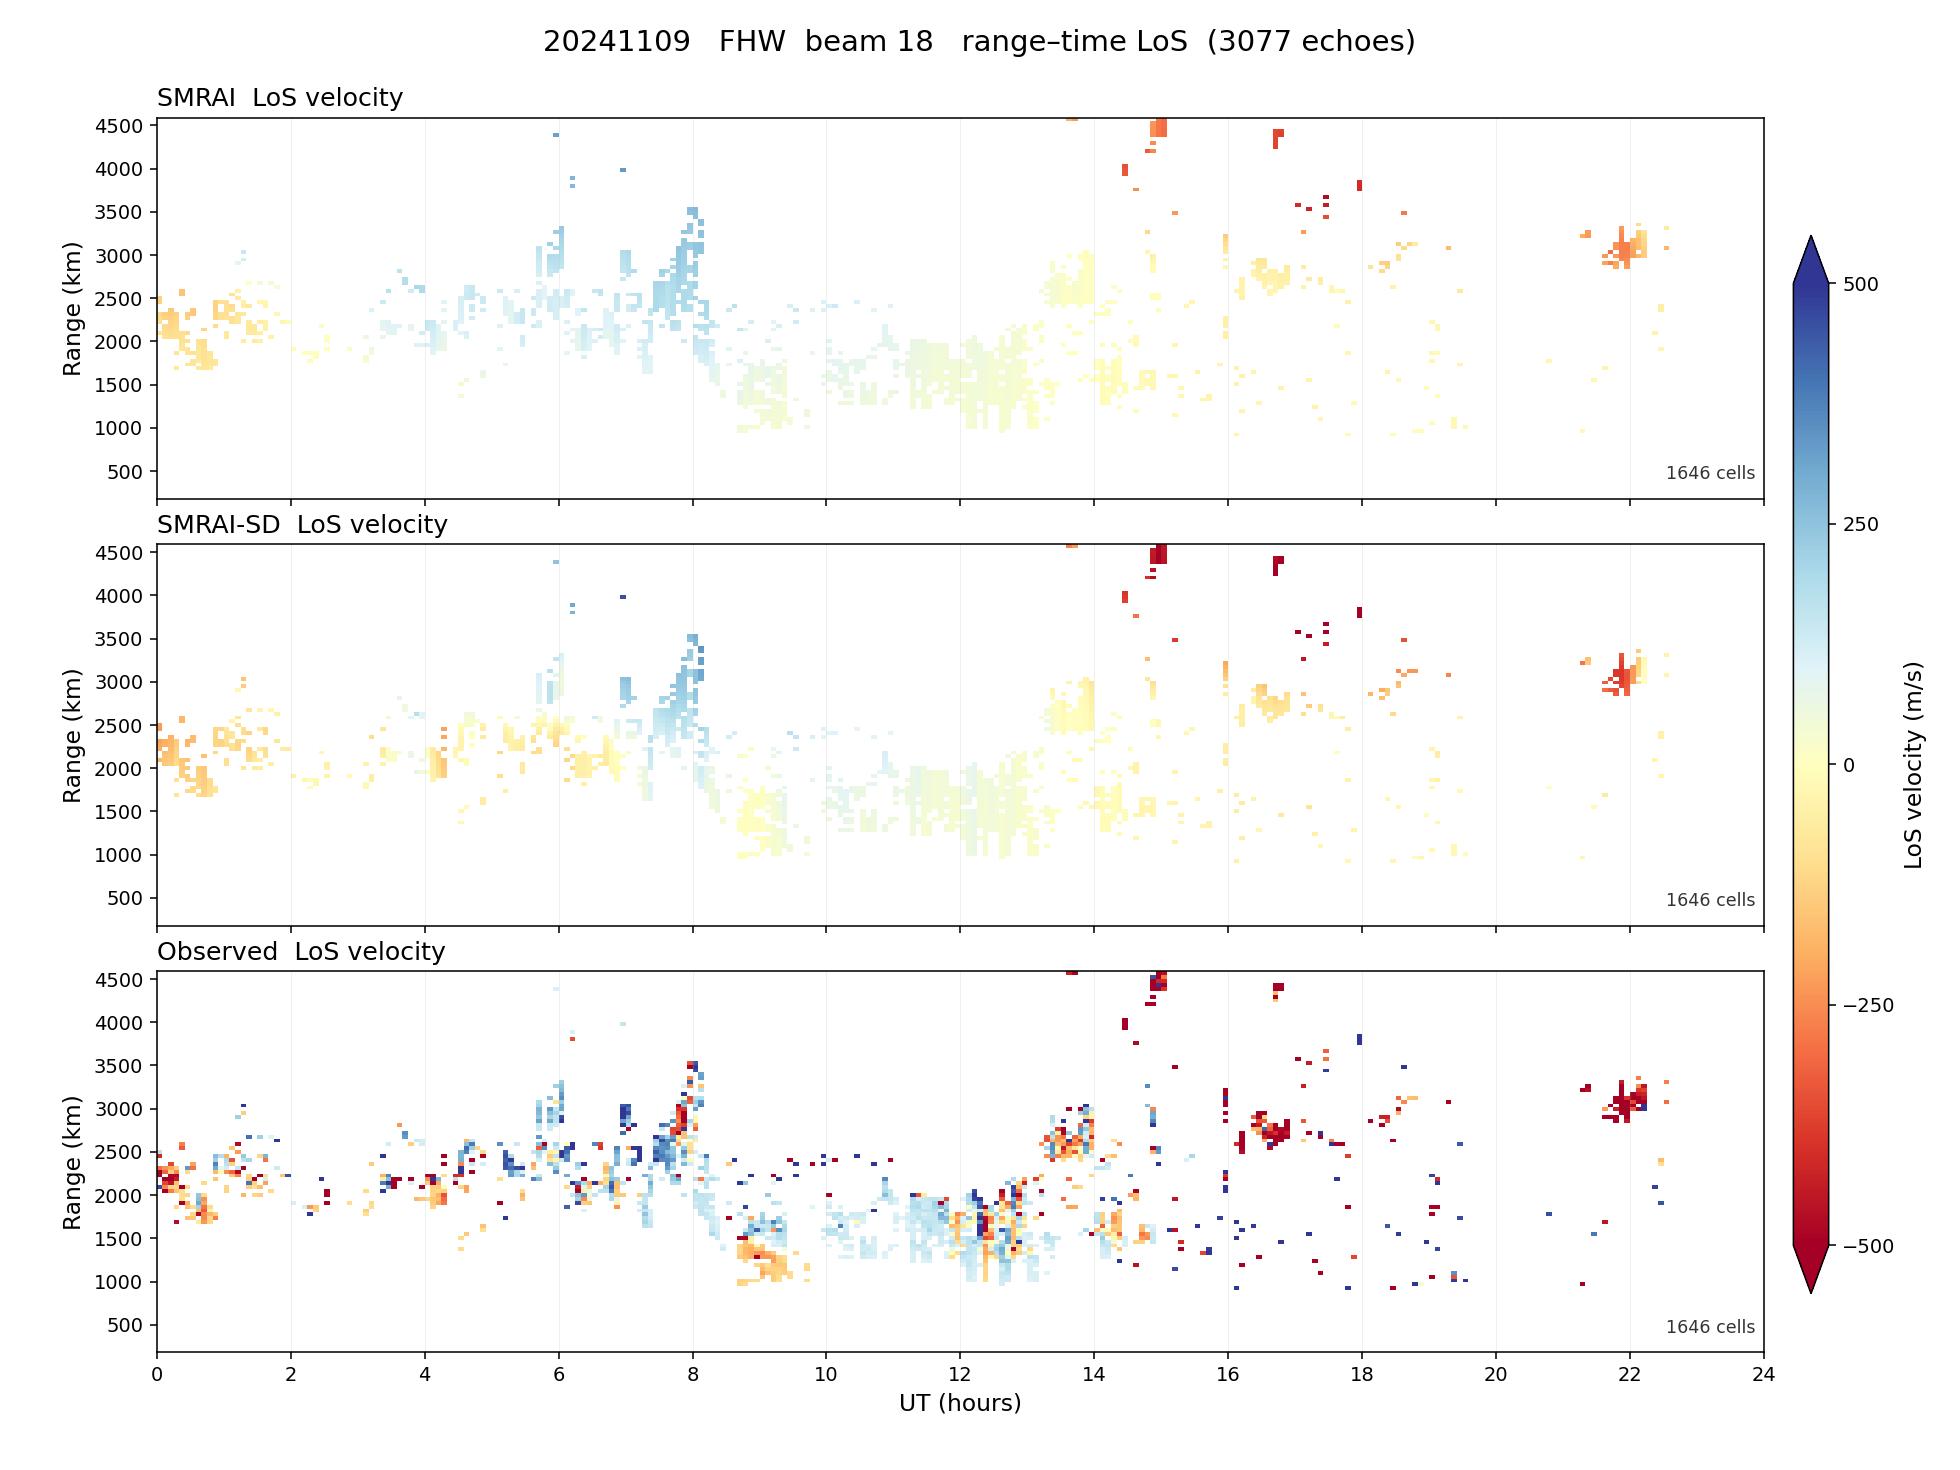 20241109   FHW  beam 18   range–time LoS  (3077 echoes)
SMRAI  LoS velocity
4500
4000
3500
3000
2500
2000
1500
1000
500
Range (km)
1646 cells
SMRAI-SD  LoS velocity
4500
4000
3500
3000
2500
2000
1500
1000
500
Range (km)
1646 cells
Observed  LoS velocity
4500
4000
3500
3000
2500
2000
1500
1000
500
Range (km)
1646 cells
0 2 4 6 8 10 12 14 16 18 20 22 24
UT (hours)
500
250
0
−250
−500
LoS velocity (m/s)